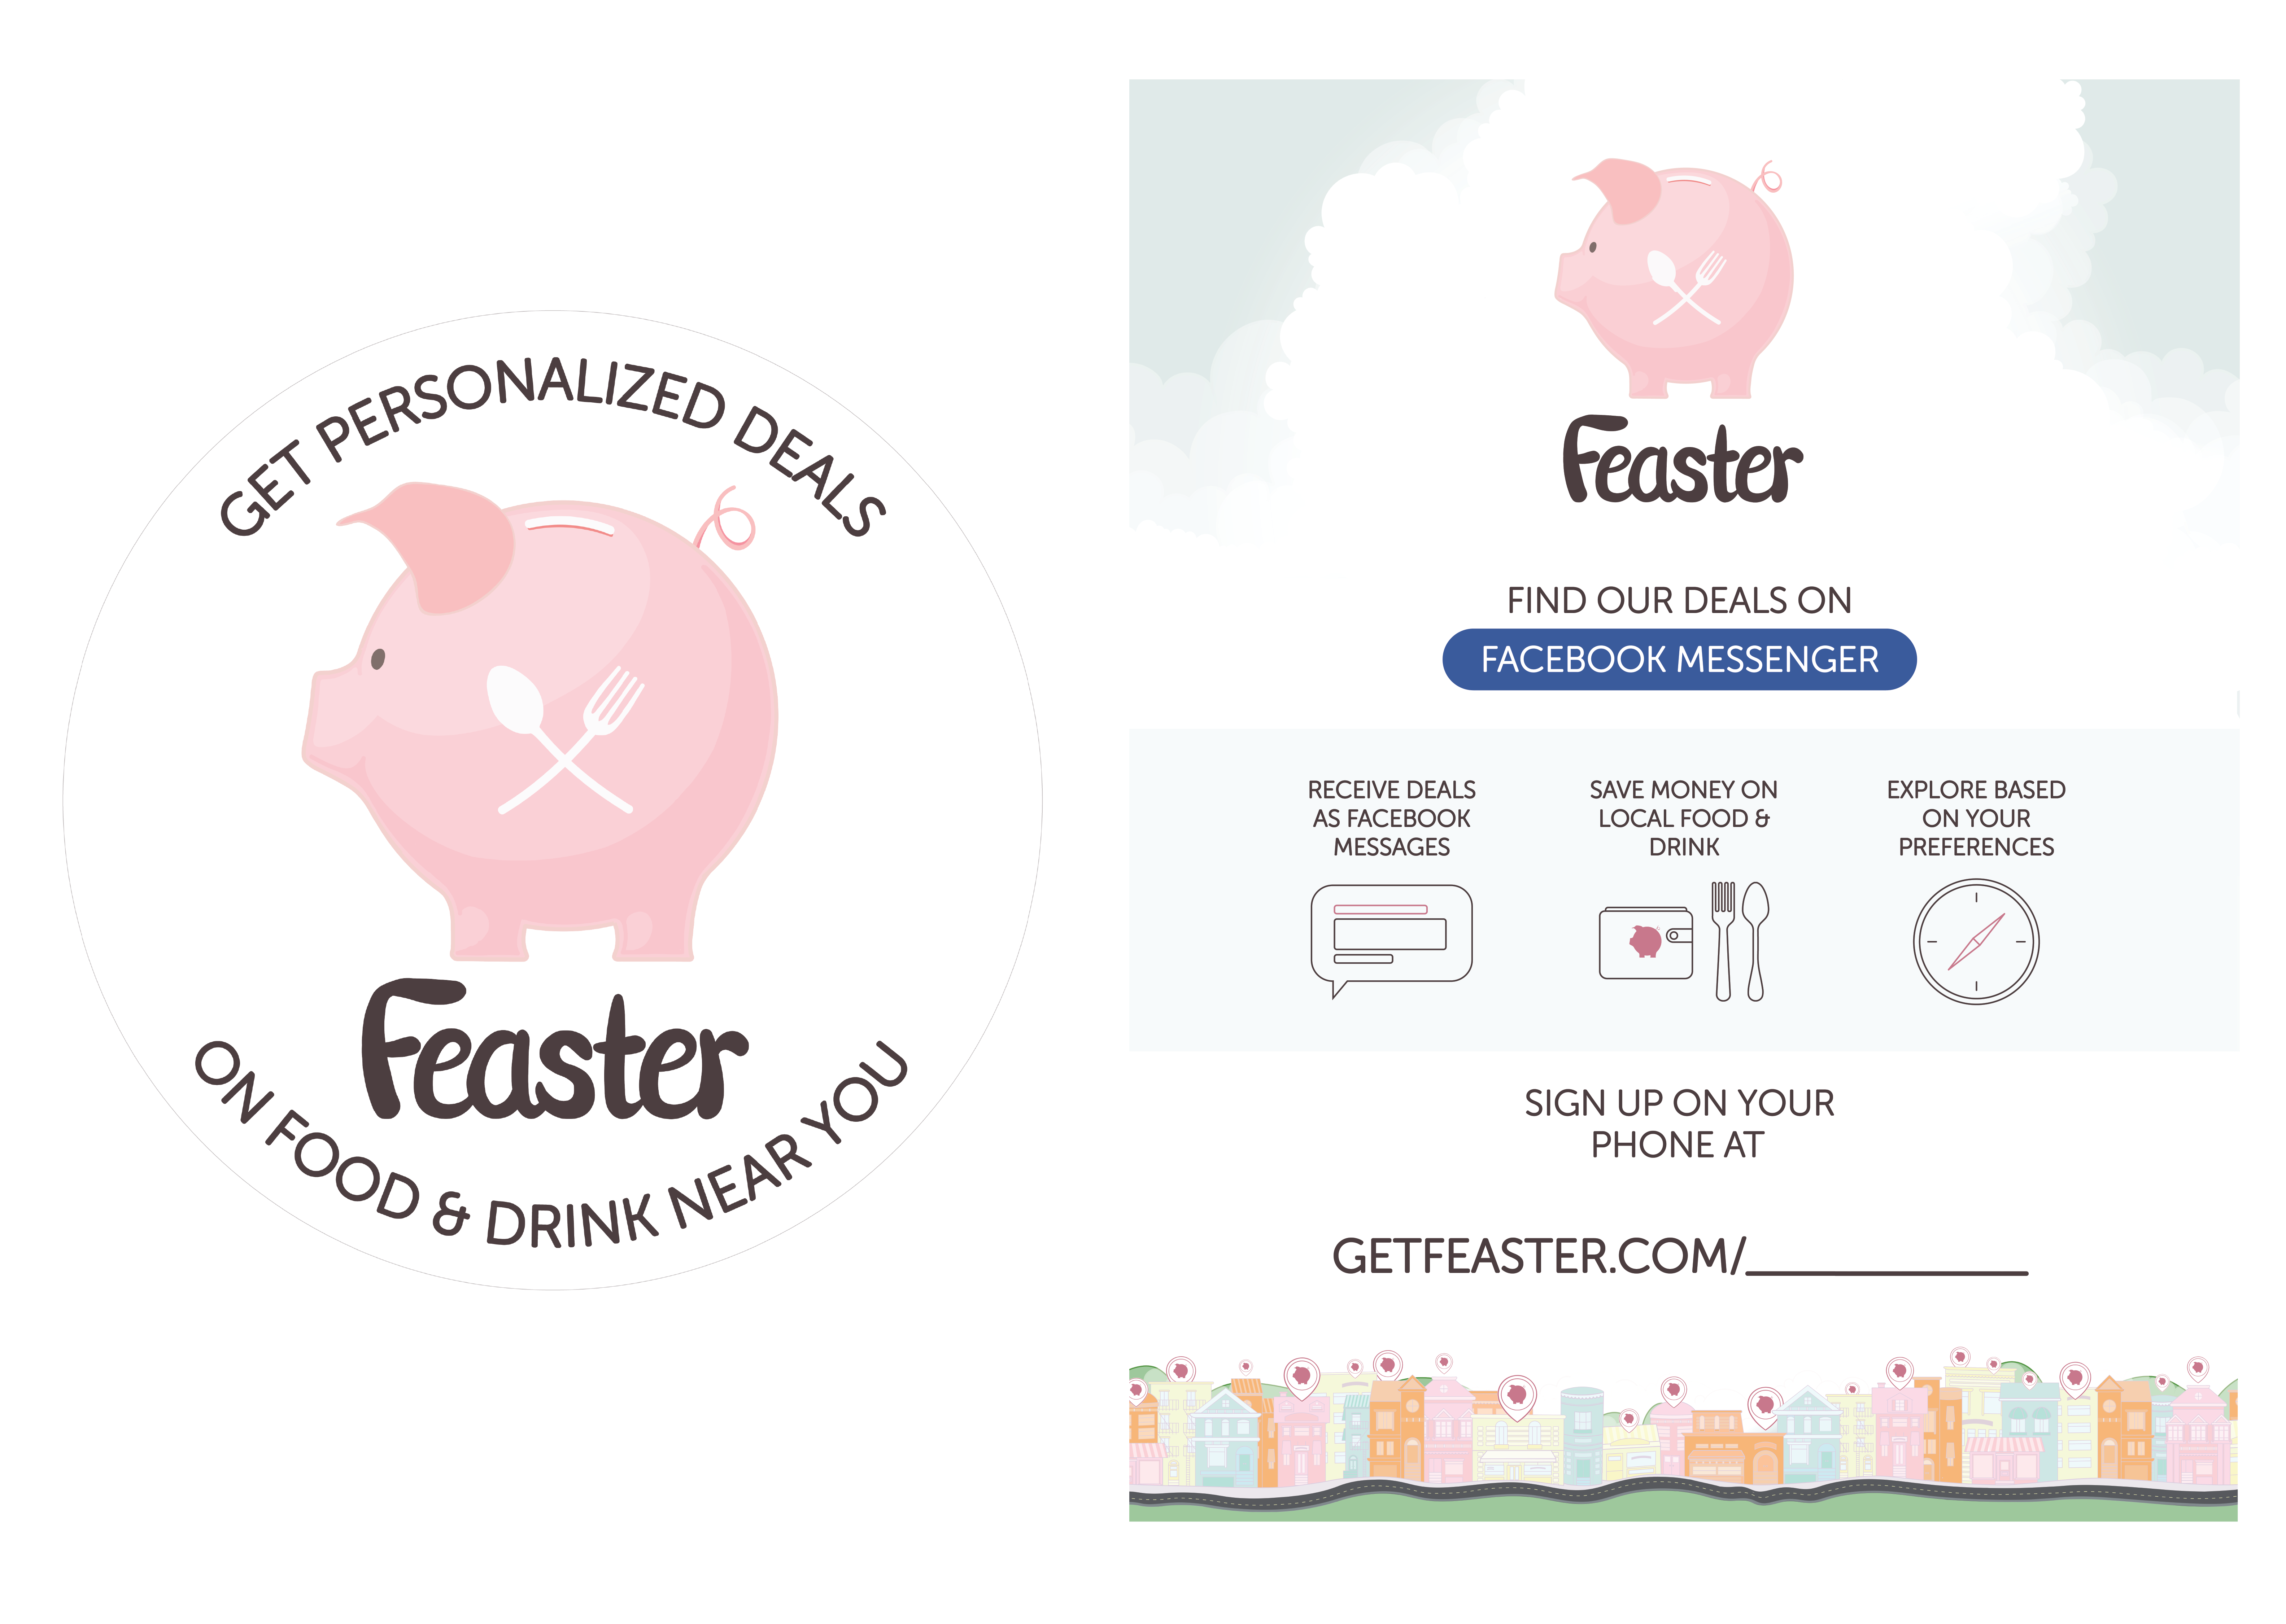 GET PERSONALIZED DEALS
Feaster
ON FOOD & DRINK NEAR YOU
Feaster
FIND OUR DEALS ON
FACEBOOK MESSENGER
RECEIVE DEALS
AS FACEBOOK
MESSAGES
SAVE MONEY ON
LOCAL FOOD &
DRINK
EXPLORE BASED
ON YOUR
PREFERENCES
SIGN UP ON YOUR
PHONE AT
GETFEASTER.COM/______________